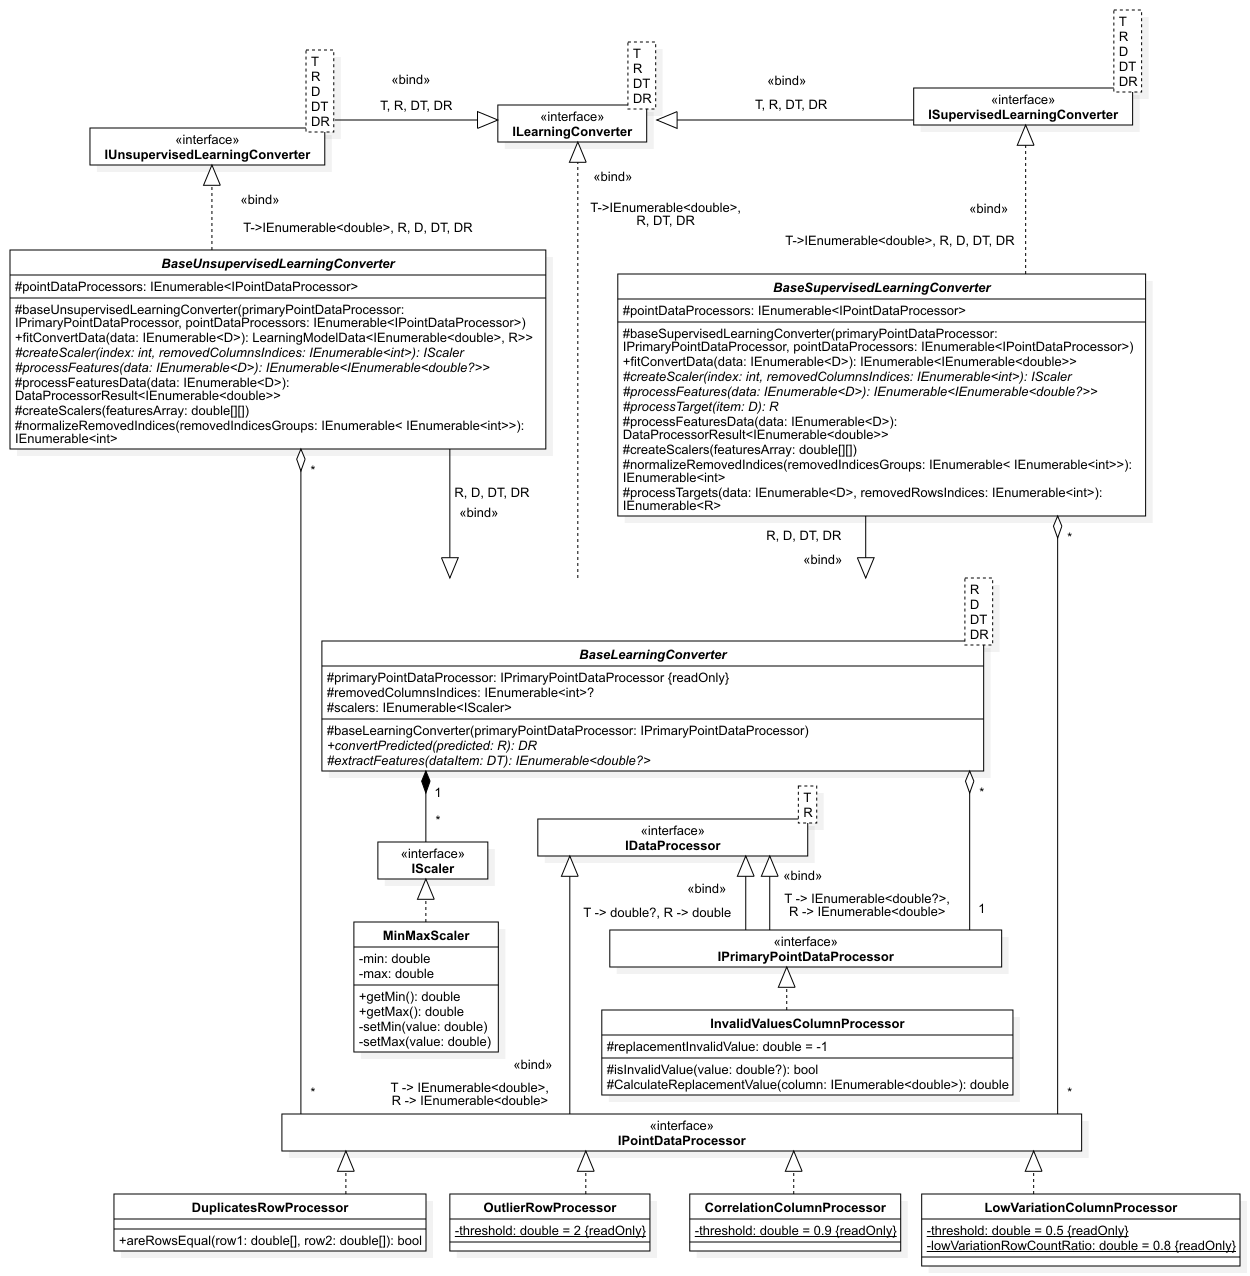 T
R
D
DT
DR
«interface»
IUnsupervisedLearningConverter
«bind»
T, R, DT, DR
T
R
DT
DR
«interface»
ILearningConverter
«bind»
T, R, DT, DR
T
R
D
DT
DR
«interface»
ISupervisedLearningConverter
«bind»
T->IEnumerable<double>, R, D, DT, DR
«bind»
T->IEnumerable<double>,
R, DT, DR
«bind»
T->IEnumerable<double>, R, D, DT, DR
BaseUnsupervisedLearningConverter
#pointDataProcessors: IEnumerable<IPointDataProcessor>
#baseUnsupervisedLearningConverter(primaryPointDataProcessor:
IPrimaryPointDataProcessor, pointDataProcessors: IEnumerable<IPointDataProcessor>)
+fitConvertData(data: IEnumerable<D>): LearningModelData<IEnumerable<double>, R>>
#createScaler(index: int, removedColumnsIndices: IEnumerable<int>): IScaler
#processFeatures(data: IEnumerable<D>): IEnumerable<IEnumerable<double?>>
#processFeaturesData(data: IEnumerable<D>):
DataProcessorResult<IEnumerable<double>>
#createScalers(featuresArray: double[][])
#normalizeRemovedIndices(removedIndicesGroups: IEnumerable< IEnumerable<int>>):
IEnumerable<int>
BaseSupervisedLearningConverter
#pointDataProcessors: IEnumerable<IPointDataProcessor>
#baseSupervisedLearningConverter(primaryPointDataProcessor:
IPrimaryPointDataProcessor, pointDataProcessors: IEnumerable<IPointDataProcessor>)
+fitConvertData(data: IEnumerable<D>): IEnumerable<IEnumerable<double>>
#createScaler(index: int, removedColumnsIndices: IEnumerable<int>): IScaler
#processFeatures(data: IEnumerable<D>): IEnumerable<IEnumerable<double?>>
#processTarget(item: D): R
#processFeaturesData(data: IEnumerable<D>):
DataProcessorResult<IEnumerable<double>>
#createScalers(featuresArray: double[][])
#normalizeRemovedIndices(removedIndicesGroups: IEnumerable< IEnumerable<int>>):
IEnumerable<int>
#processTargets(data: IEnumerable<D>, removedRowsIndices: IEnumerable<int>):
IEnumerable<R>
*
R, D, DT, DR
«bind»
R, D, DT, DR
«bind»
*
R
D
DT
DR
BaseLearningConverter
#primaryPointDataProcessor: IPrimaryPointDataProcessor {readOnly}
#removedColumnsIndices: IEnumerable<int>?
#scalers: IEnumerable<IScaler>
#baseLearningConverter(primaryPointDataProcessor: IPrimaryPointDataProcessor)
+convertPredicted(predicted: R): DR
#extractFeatures(dataItem: DT): IEnumerable<double?>
1
*
*
1
«interface»
IScaler
T
R
«interface»
IDataProcessor
«bind»
T -> double?, R -> double
«bind»
T -> IEnumerable<double?>,
R -> IEnumerable<double>
MinMaxScaler
-min: double
-max: double
+getMin(): double
+getMax(): double
-setMin(value: double)
-setMax(value: double)
«interface»
IPrimaryPointDataProcessor
InvalidValuesColumnProcessor
#replacementInvalidValue: double = -1
#isInvalidValue(value: double?): bool
#CalculateReplacementValue(column: IEnumerable<double>): double
«bind»
T -> IEnumerable<double>,
R -> IEnumerable<double>
*
*
«interface»
IPointDataProcessor
DuplicatesRowProcessor
+areRowsEqual(row1: double[], row2: double[]): bool
OutlierRowProcessor
-threshold: double = 2 {readOnly}
CorrelationColumnProcessor
-threshold: double = 0.9 {readOnly}
LowVariationColumnProcessor
-threshold: double = 0.5 {readOnly}
-lowVariationRowCountRatio: double = 0.8 {readOnly}